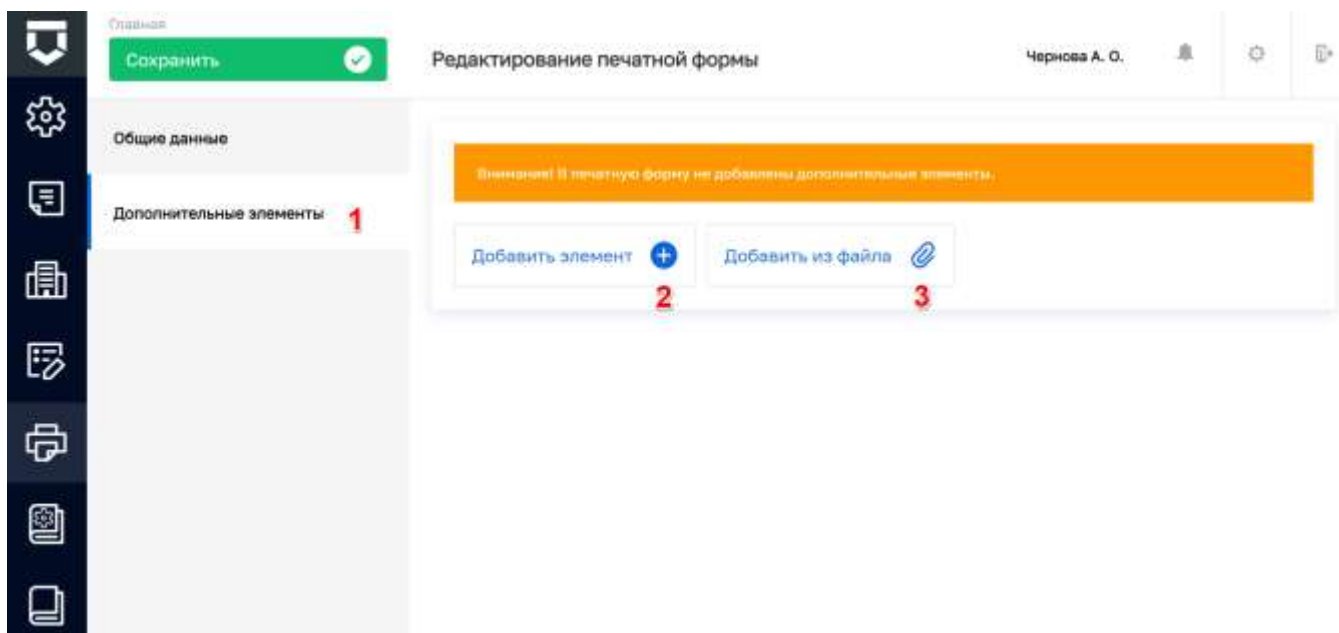 Главная
Сохранить
Редактирование печатной формы
Чернова А. О.
Общие данные
Внимание! В печатную форму не добавлены дополнительные элементы.
Дополнительные элементы 1
Добавить элемент
Добавить из файла
2
3